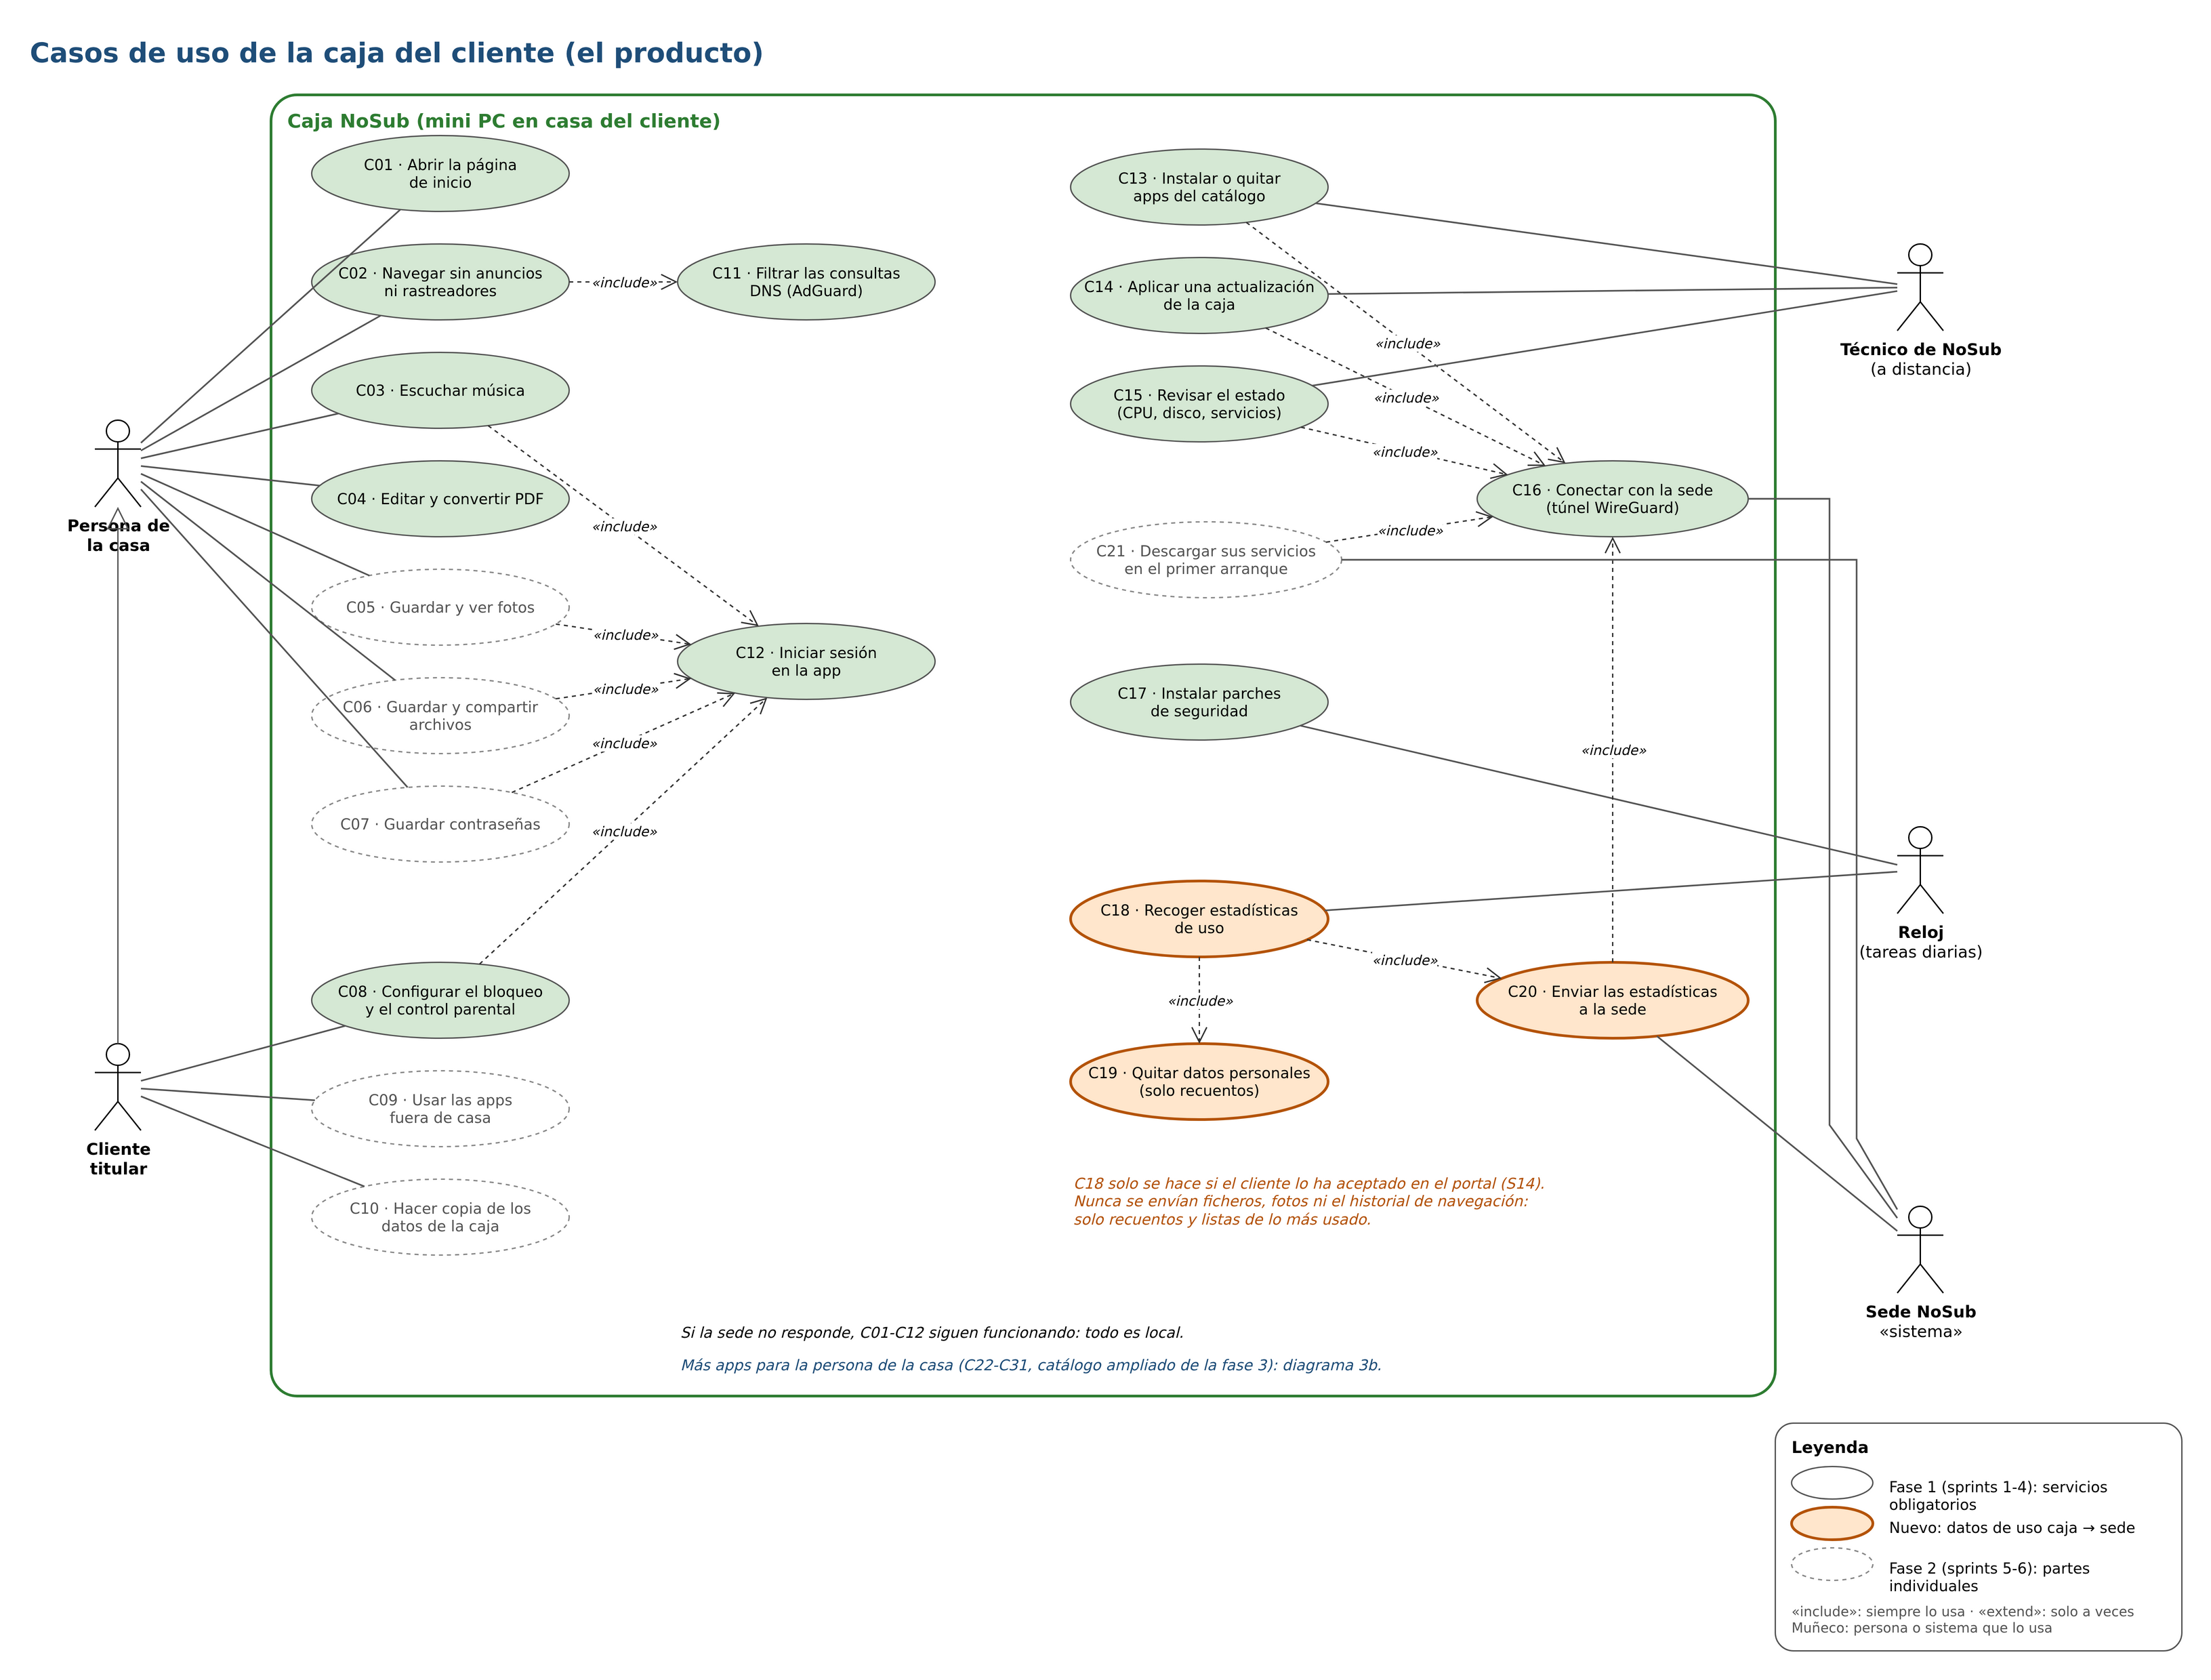 Casos de uso de la caja del cliente (el producto)
Caja NoSub (mini PC en casa del cliente)
C01 · Abrir la página
de inicio
C02 · Navegar sin anuncios
ni rastreadores
«include»
C11 · Filtrar las consultas
DNS (AdGuard)
C03 · Escuchar música
C04 · Editar y convertir PDF
«include»
Persona de
la casa
C05 · Guardar y ver fotos
«include»
C12 · Iniciar sesión
en la app
C06 · Guardar y compartir
archivos
«include»
«include»
C07 · Guardar contraseñas
«include»
C08 · Configurar el bloqueo
y el control parental
C09 · Usar las apps
fuera de casa
Cliente
titular
C10 · Hacer copia de los
datos de la caja
C13 · Instalar o quitar
apps del catálogo
C14 · Aplicar una actualización
de la caja
«include»
Técnico de NoSub
(a distancia)
C15 · Revisar el estado
(CPU, disco, servicios)
«include»
«include»
C16 · Conectar con la sede
(túnel WireGuard)
«include»
C21 · Descargar sus servicios
en el primer arranque
C17 · Instalar parches
de seguridad
«include»
C18 · Recoger estadísticas
de uso
Reloj
(tareas diarias)
«include»
«include»
C20 · Enviar las estadísticas
a la sede
C19 · Quitar datos personales
(solo recuentos)
C18 solo se hace si el cliente lo ha aceptado en el portal (S14).
Nunca se envían ficheros, fotos ni el historial de navegación:
solo recuentos y listas de lo más usado.
Sede NoSub
«sistema»
Si la sede no responde, C01-C12 siguen funcionando: todo es local.
Más apps para la persona de la casa (C22-C31, catálogo ampliado de la fase 3): diagrama 3b.
Leyenda
Fase 1 (sprints 1-4): servicios
obligatorios
Nuevo: datos de uso caja → sede
Fase 2 (sprints 5-6): partes
individuales
«include»: siempre lo usa · «extend»: solo a veces
Muñeco: persona o sistema que lo usa